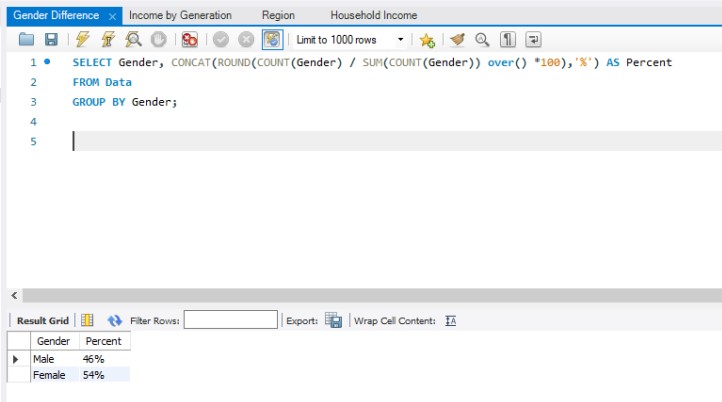 Gender Difference × Income by Generation Region Household Income
Limit to 1000 rows
1 SELECT Gender, CONCAT(ROUND(COUNT(Gender) / SUM(COUNT(Gender)) over() *100),'%') AS Percent
2 FROM Data
3 GROUP BY Gender;
4
5
Result Grid Filter Rows: Export: Wrap Cell Content: IA
Gender Percent
Male 46%
Female 54%